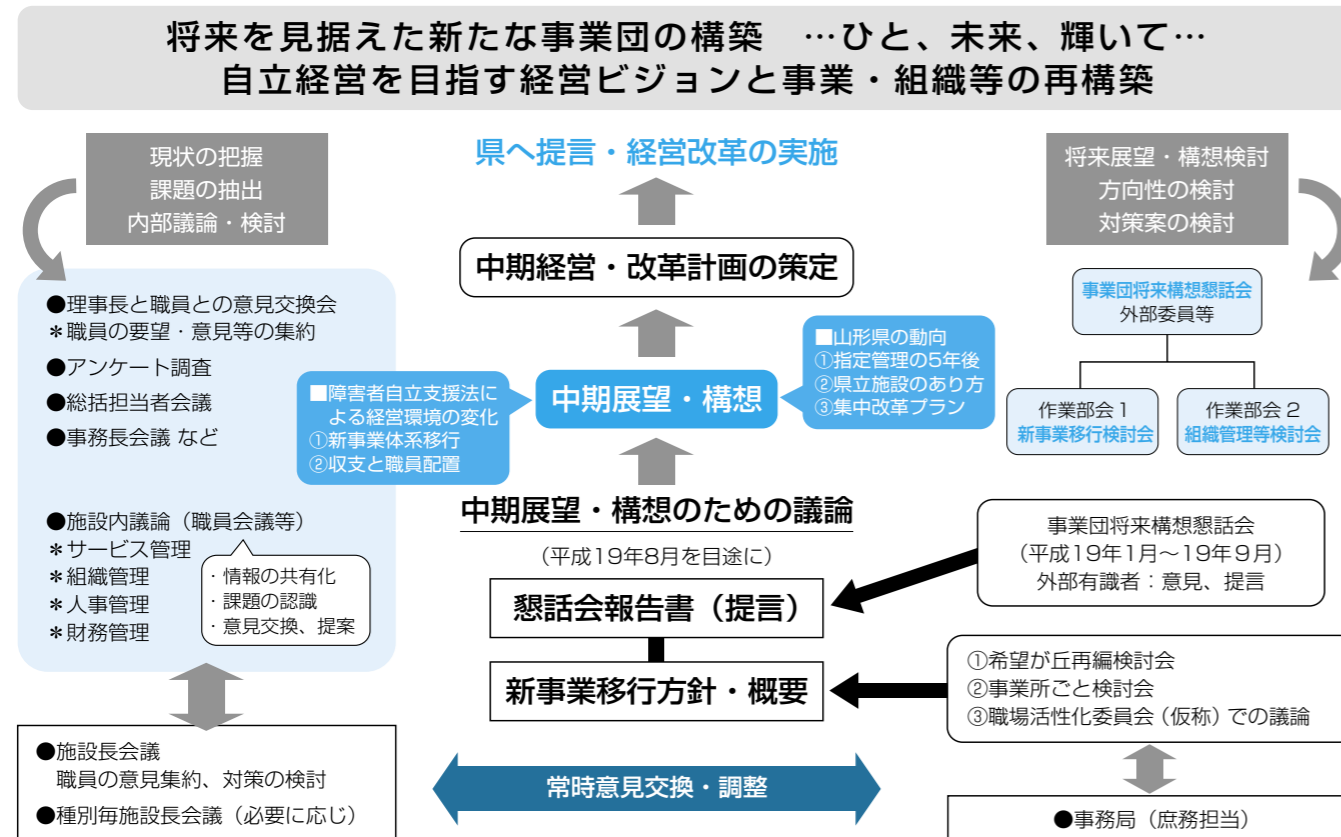 将来を見据えた新たな事業団の構築　…ひと、未来、輝いて…
自立経営を目指す経営ビジョンと事業・組織等の再構築
現状の把握
課題の抽出
内部議論・検討
●理事長と職員との意見交換会
＊職員の要望・意見等の集約
●アンケート調査
●総括担当者会議
●事務長会議 など
●施設内議論（職員会議等）
＊サービス管理
＊組織管理
＊人事管理
＊財務管理
・情報の共有化
・課題の認識
・意見交換、提案
●施設長会議
職員の意見集約、対策の検討
●種別毎施設長会議（必要に応じ）
県へ提言・経営改革の実施
中期経営・改革計画の策定
■障害者自立支援法に
よる経営環境の変化
①新事業体系移行
②収支と職員配置
中期展望・構想
■山形県の動向
①指定管理の5年後
②県立施設のあり方
③集中改革プラン
中期展望・構想のための議論
（平成19年8月を目途に）
懇話会報告書（提言）
新事業移行方針・概要
常時意見交換・調整
将来展望・構想検討
方向性の検討
対策案の検討
事業団将来構想懇話会
外部委員等
作業部会１
新事業移行検討会
作業部会２
組織管理等検討会
事業団将来構想懇話会
（平成19年1月～19年９月）
外部有識者：意見、提言
①希望が丘再編検討会
②事業所ごと検討会
③職場活性化委員会（仮称）での議論
●事務局（庶務担当）